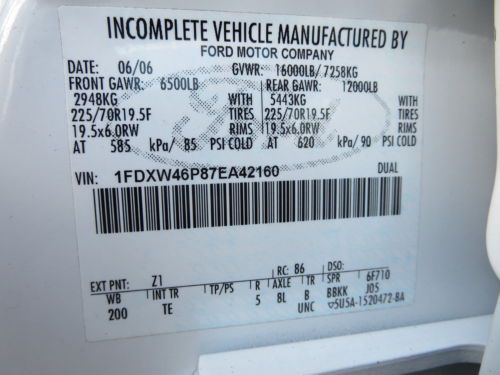 INCOMPLETE VEHICLE MANUFACTURED BY
FORD MOTOR COMPANY
DATE: 06/06 GVWR: 16000LB/ 7258KG
FRONT GAWR: 6500LB REAR GAWR: 12000LB
2948KG WITH 5443KG WITH
225/70R19.5F TIRES 225/70R19.5F TIRES
19.5x6.0RW RIMS 19.5x6.0RW RIMS
AT 585 kPa/ 85 PSI COLD AT 620 kPa/ 90 PSI COLD
VIN: 1FDXW46P87EA42160 DUAL
EXT PNT: Z1 RC: 86 DSO:
WB INT TR TP/PS R AXLE TR SPR 6F710
200 TE 5 8L B BBKK J05
UNC 5U5A-1520472-BA